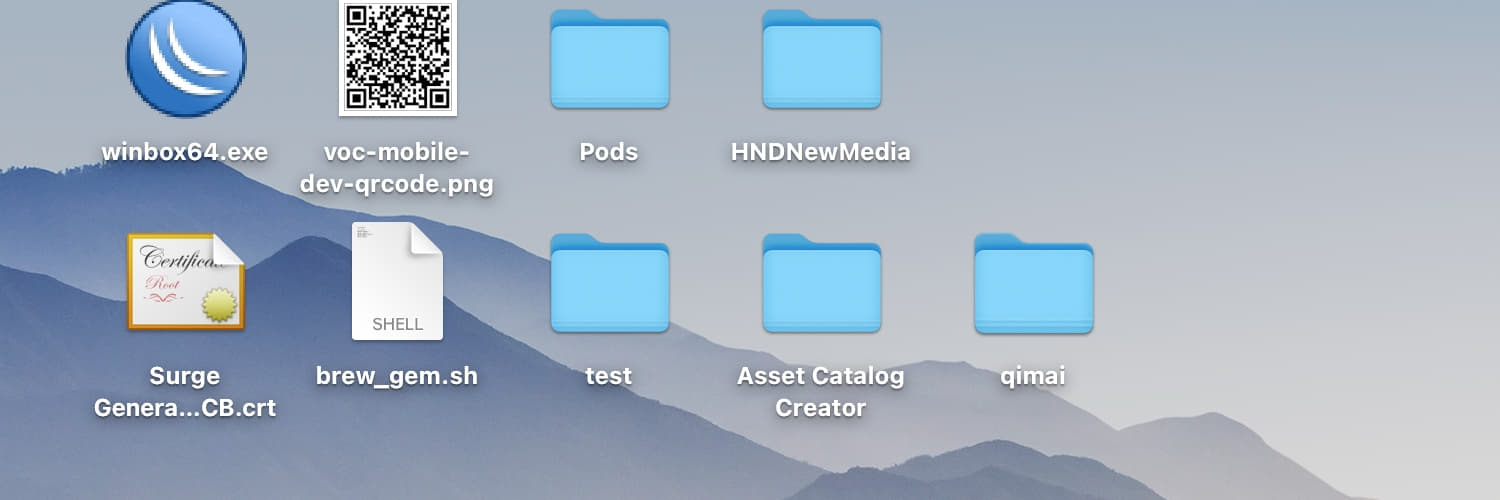 winbox64.exe
voc-mobile-
dev-qrcode.png
Pods
HNDNewMedia
Certificat
Root
SHELL
Surge
Genera...CB.crt
brew_gem.sh
test
Asset Catalog
Creator
qimai